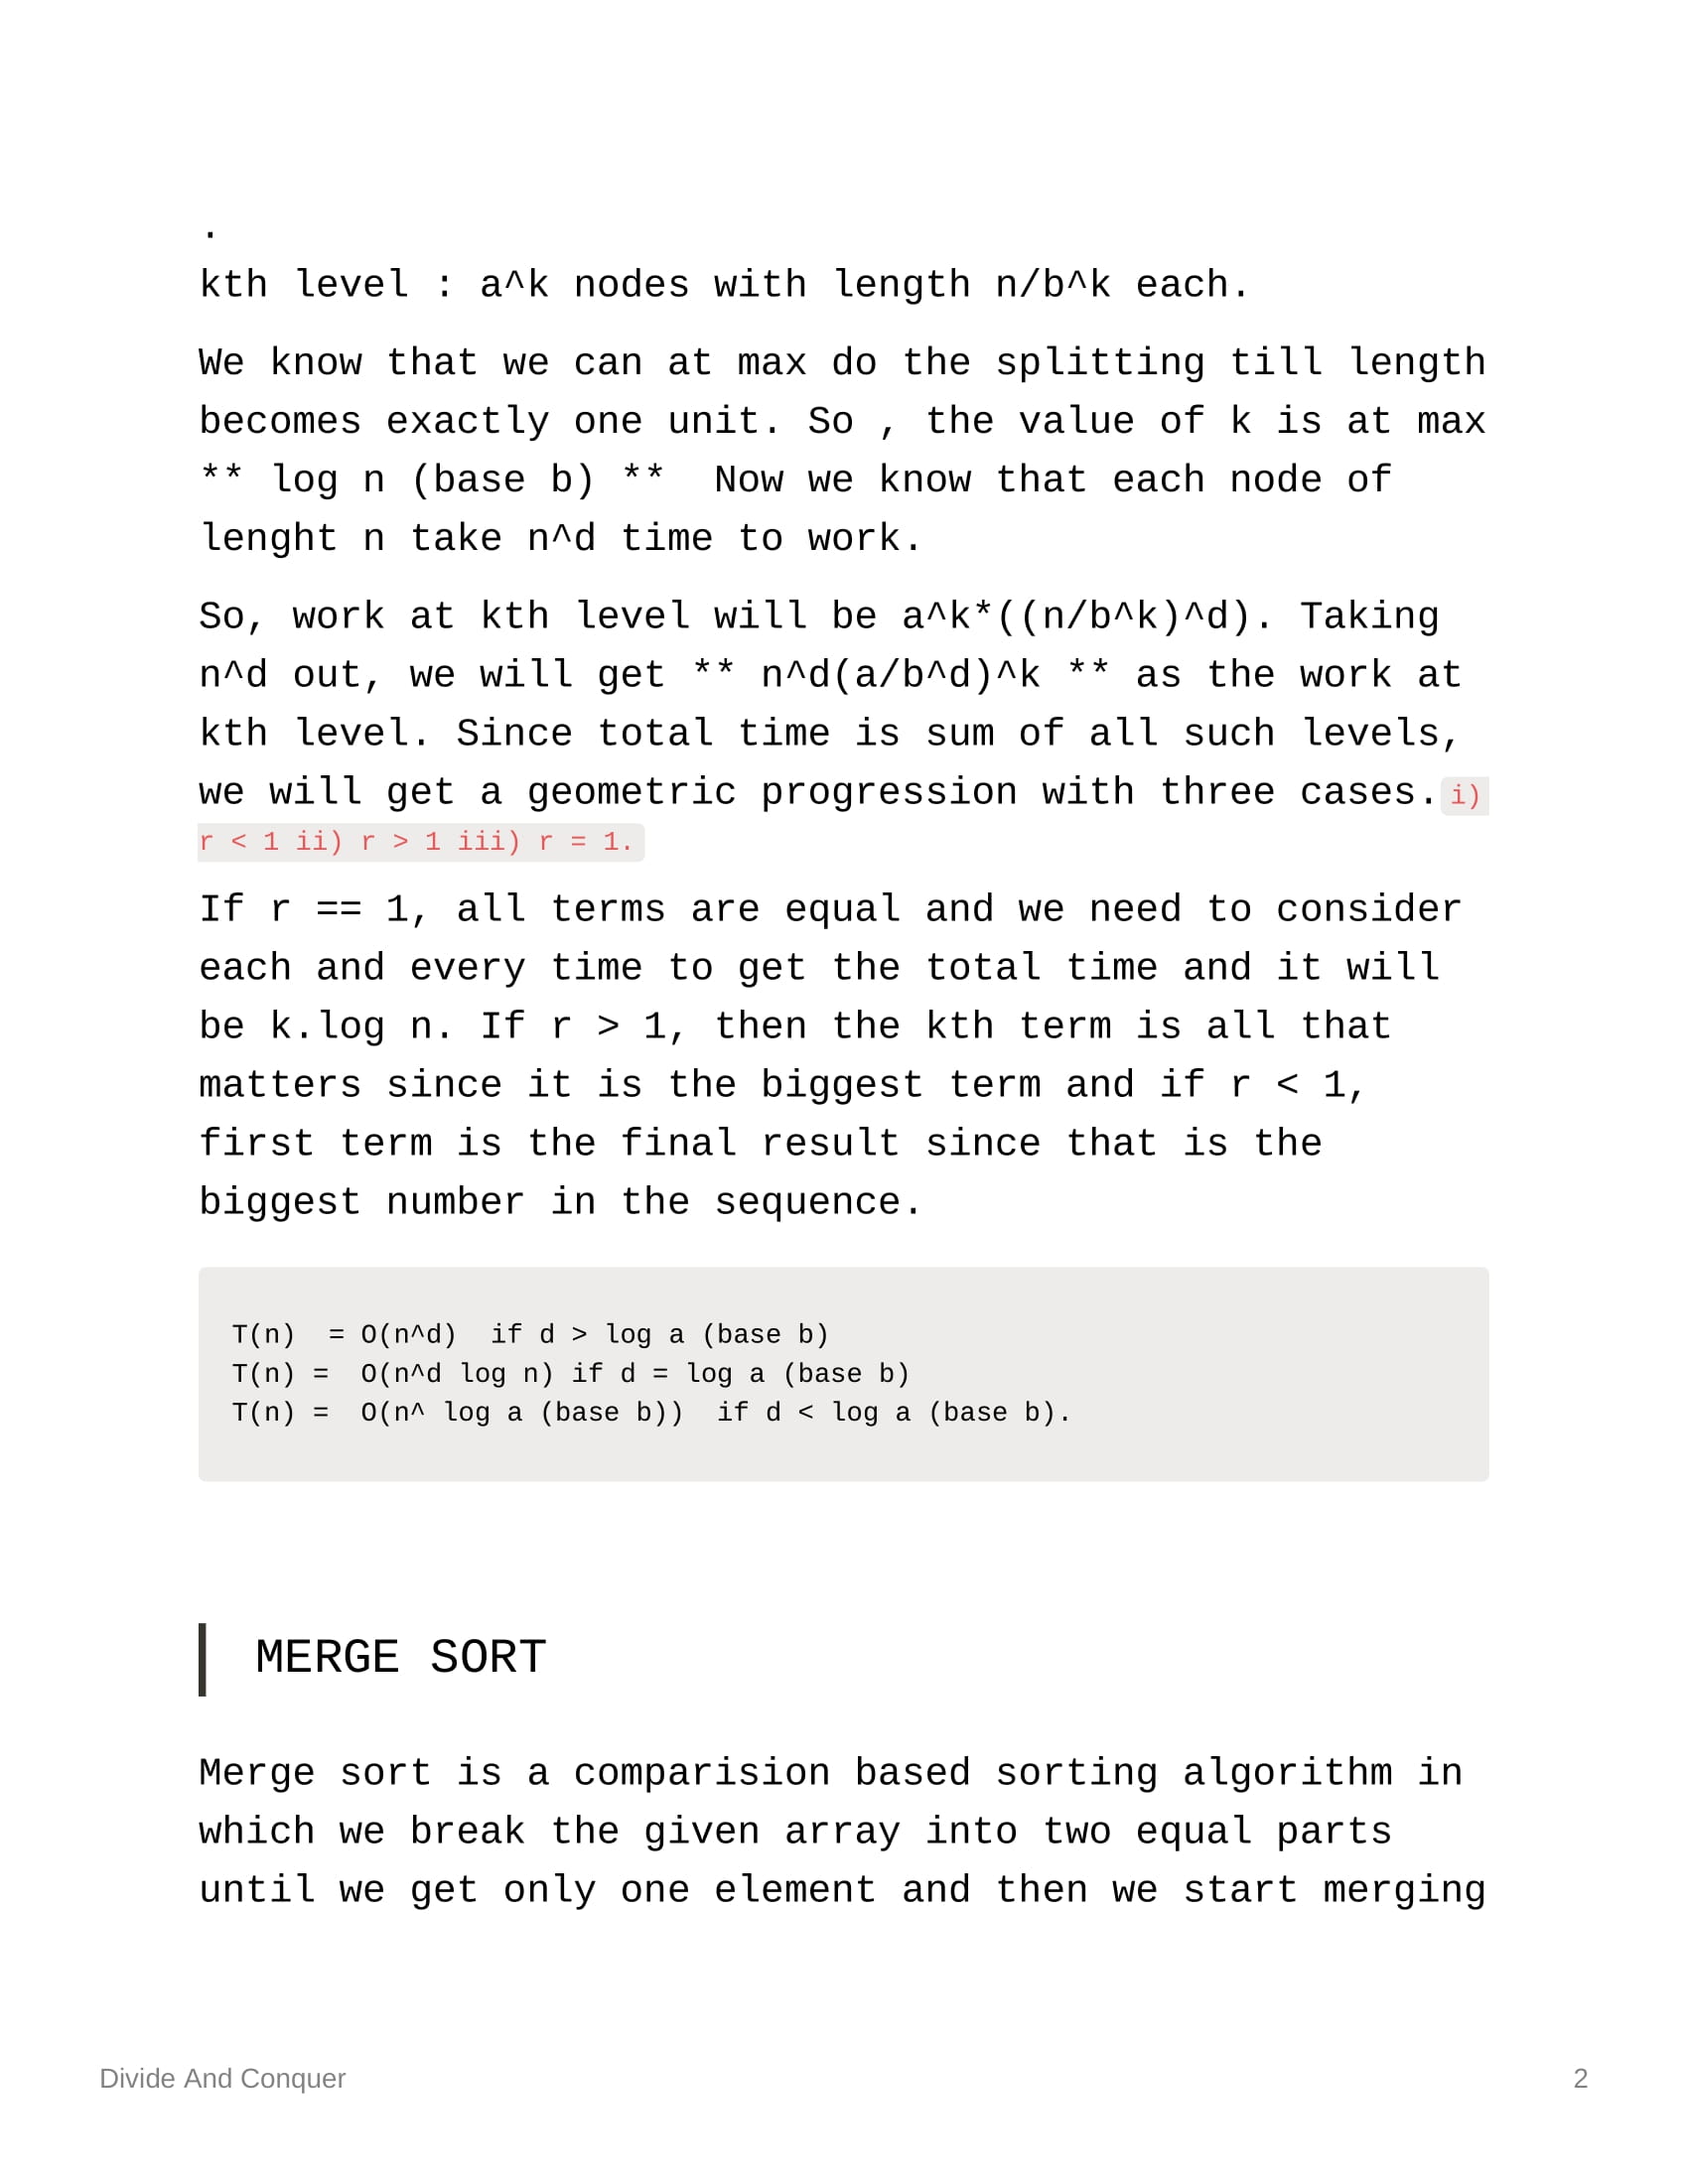 .
kth level : a^k nodes with length n/b^k each.
We know that we can at max do the splitting till length
becomes exactly one unit. So , the value of k is at max
** log n (base b) **  Now we know that each node of
lenght n take n^d time to work.
So, work at kth level will be a^k*((n/b^k)^d). Taking
n^d out, we will get ** n^d(a/b^d)^k ** as the work at
kth level. Since total time is sum of all such levels,
we will get a geometric progression with three cases. i)
r < 1 ii) r > 1 iii) r = 1.
If r == 1, all terms are equal and we need to consider
each and every time to get the total time and it will
be k.log n. If r > 1, then the kth term is all that
matters since it is the biggest term and if r < 1,
first term is the final result since that is the
biggest number in the sequence.
T(n)  = O(n^d)  if d > log a (base b)
T(n) =  O(n^d log n) if d = log a (base b)
T(n) =  O(n^ log a (base b))  if d < log a (base b).
MERGE SORT
Merge sort is a comparision based sorting algorithm in
which we break the given array into two equal parts
until we get only one element and then we start merging
Divide And Conquer 2